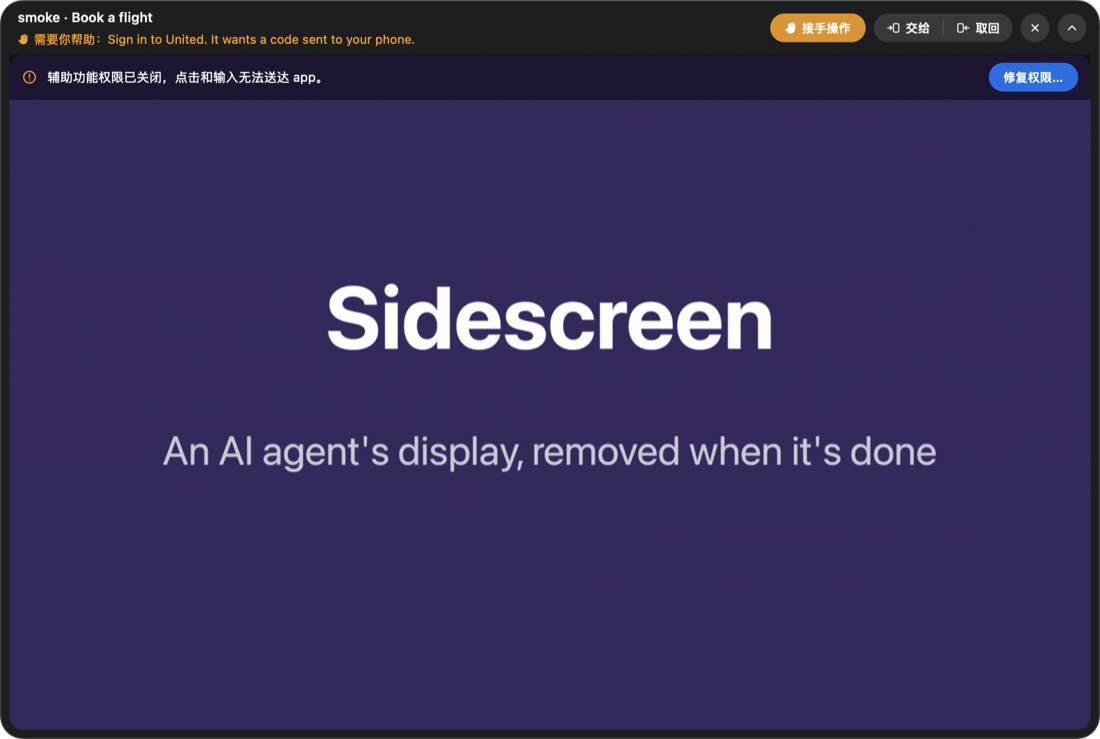 smoke · Book a flight
需要你帮助：Sign in to United. It wants a code sent to your phone.
接手操作
交给
取回
辅助功能权限已关闭，点击和输入无法送达 app。
修复权限...
Sidescreen
An AI agent's display, removed when it's done